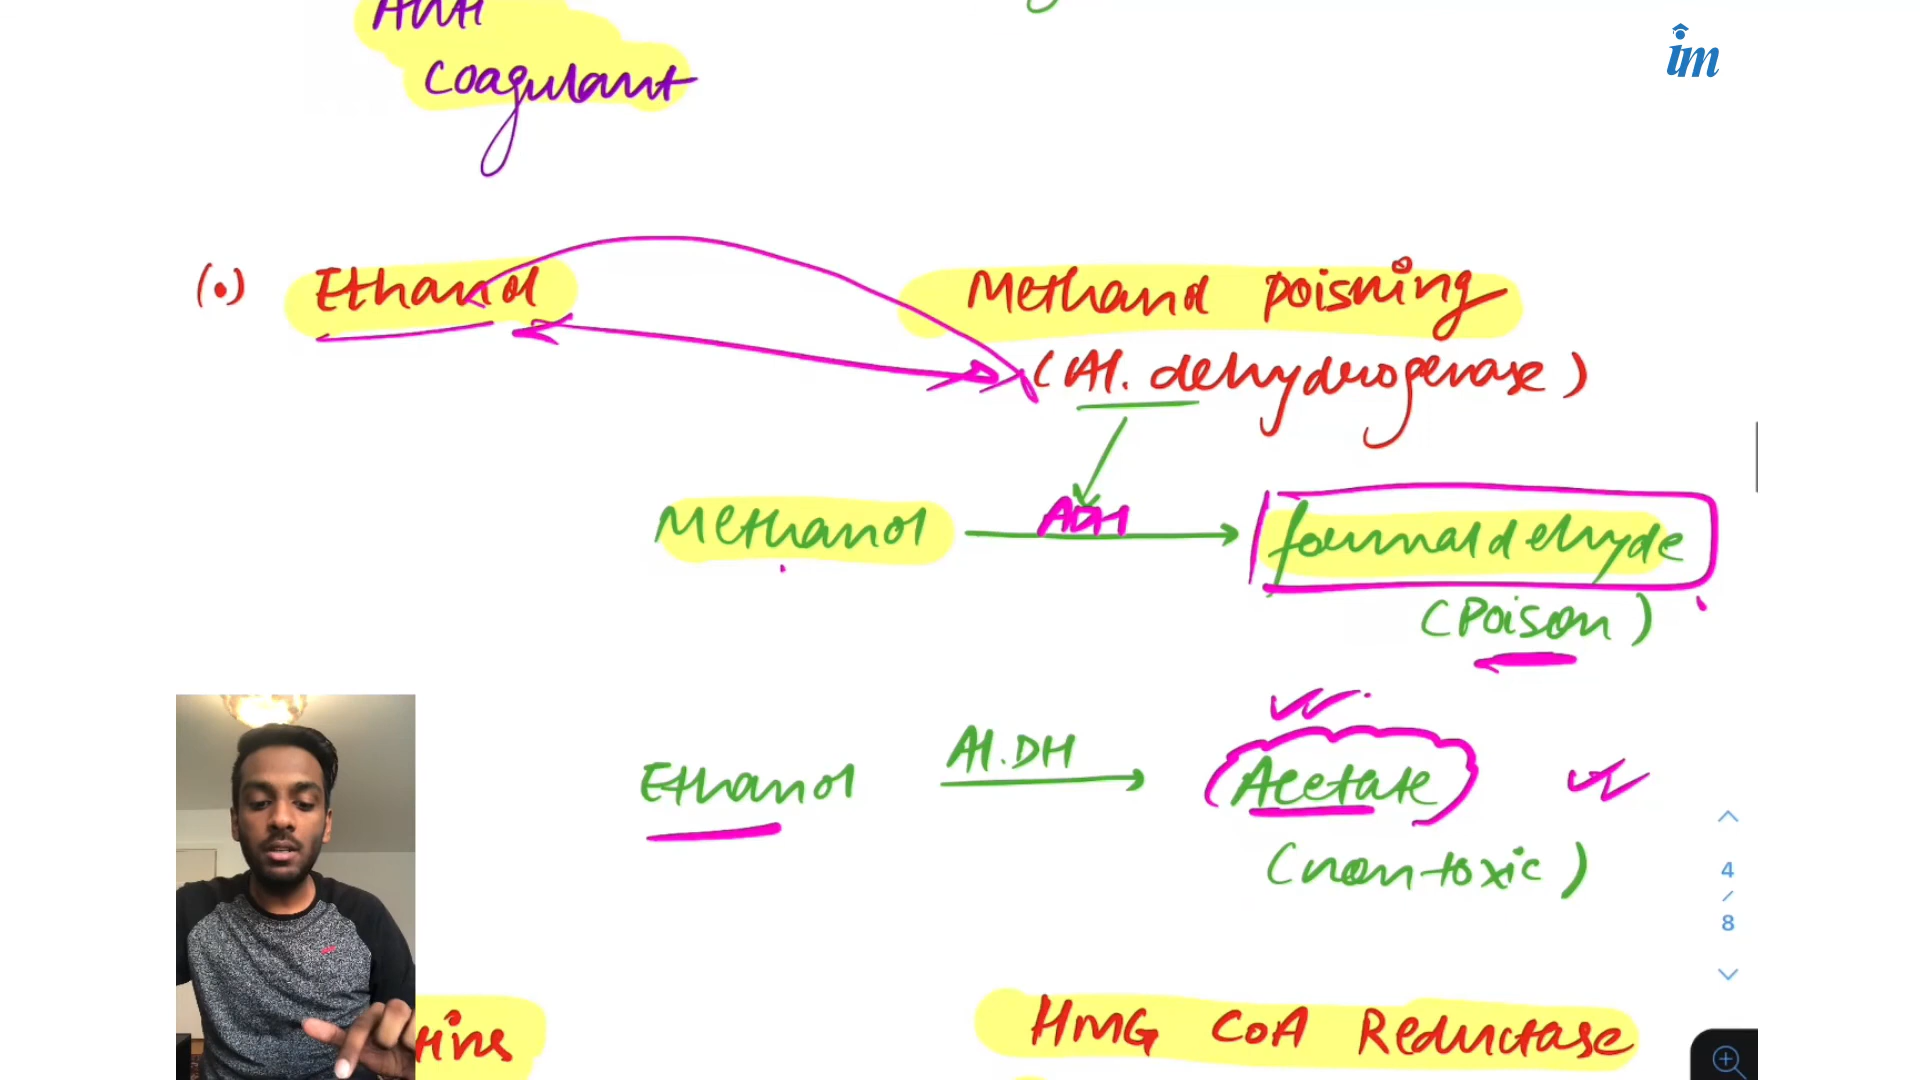 Anti
Coagulant
im
(•) Ethanol
Methanol poisning
(Al. dehydrogenase)
Methanol
ADH
formaldehyde
(Poison)
Ethanol
Al.DH
Acetate
(non-toxic)
4
/
8
tins
HMG CoA Reductase